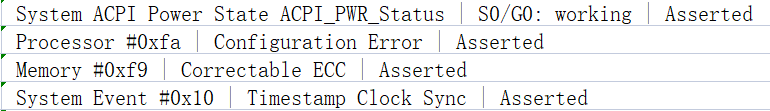 System ACPI Power State ACPI_PWR_Status | S0/G0: working | Asserted
Processor #0xfa | Configuration Error | Asserted
Memory #0xf9 | Correctable ECC | Asserted
System Event #0x10 | Timestamp Clock Sync | Asserted